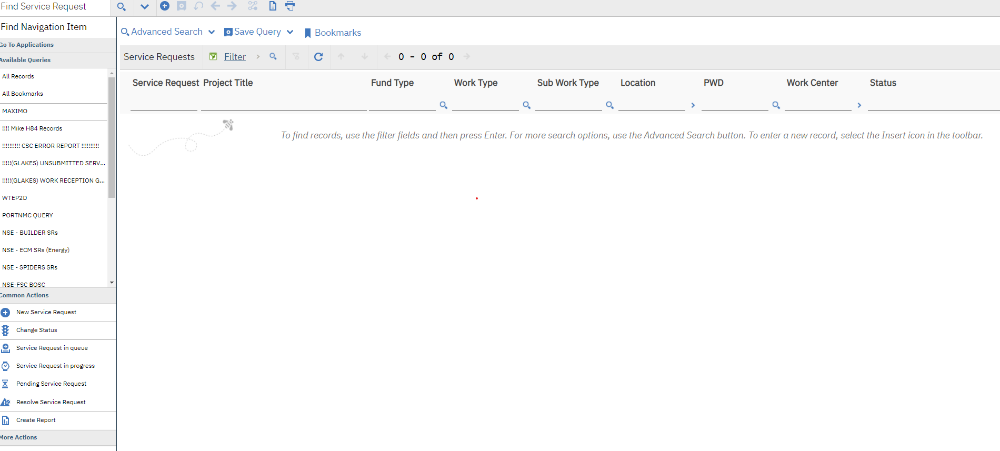 Find Service Request
Find Navigation Item
Go To Applications
Available Queries
All Records
All Bookmarks
MAXIMO
!!!! Mike H84 Records
!!!!!!!!!! CSC ERROR REPORT !!!!!!!!!!
!!!!!(GLAKES) UNSUBMITTED SERV...
!!!!!(GLAKES) WORK RECEPTION G...
WTEP2D
PORTNMC QUERY
NSE - BUILDER SRs
NSE - ECM SRs (Energy)
NSE - SPIDERS SRs
NSE-FSC BOSC
Common Actions
New Service Request
Change Status
Service Request in queue
Service Request in progress
Pending Service Request
Resolve Service Request
Create Report
More Actions
Advanced Search Save Query Bookmarks
Service Requests Filter 0 - 0 of 0
Service Request Project Title Fund Type Work Type Sub Work Type Location PWD Work Center Status
To find records, use the filter fields and then press Enter. For more search options, use the Advanced Search button. To enter a new record, select the Insert icon in the toolbar.